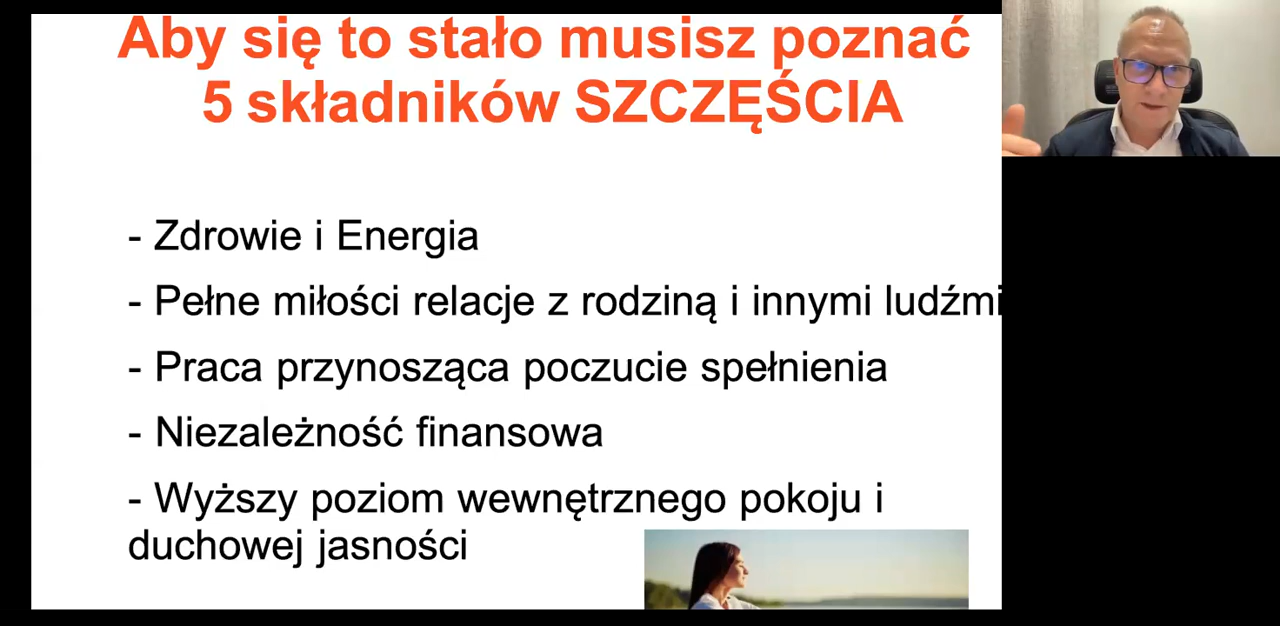 Aby się to stało musisz poznać
5 składników SZCZĘŚCIA
- Zdrowie i Energia
- Pełne miłości relacje z rodziną i innymi ludźmi
- Praca przynosząca poczucie spełnienia
- Niezależność finansowa
- Wyższy poziom wewnętrznego pokoju i
duchowej jasności